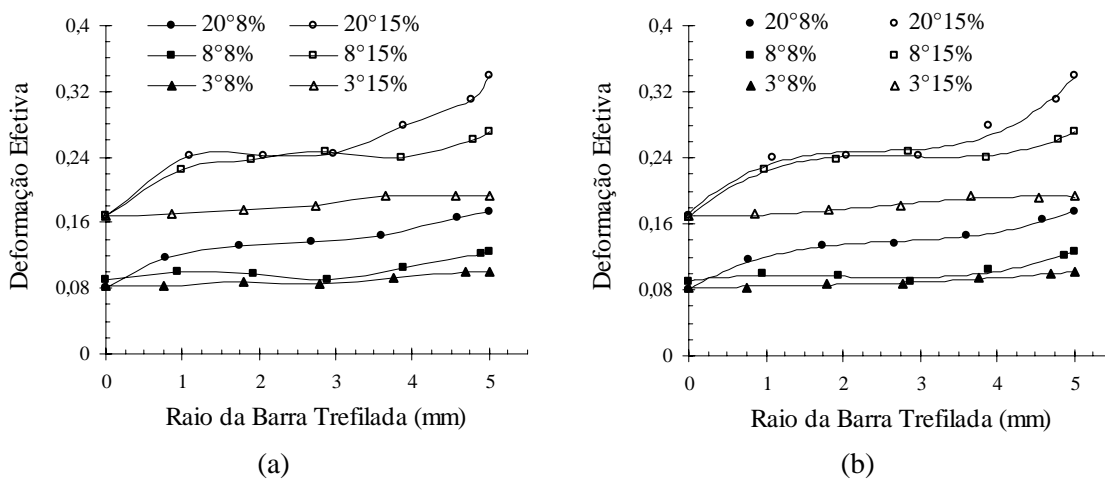 0,4
0,32
0,24
0,16
0,08
0
Deformação Efetiva
20°8% 20°15%
8°8% 8°15%
3°8% 3°15%
0 1 2 3 4 5
Raio da Barra Trefilada (mm)
(a)
0,4
0,32
0,24
0,16
0,08
0
Deformação Efetiva
20°8% 20°15%
8°8% 8°15%
3°8% 3°15%
0 1 2 3 4 5
Raio da Barra Trefilada (mm)
(b)